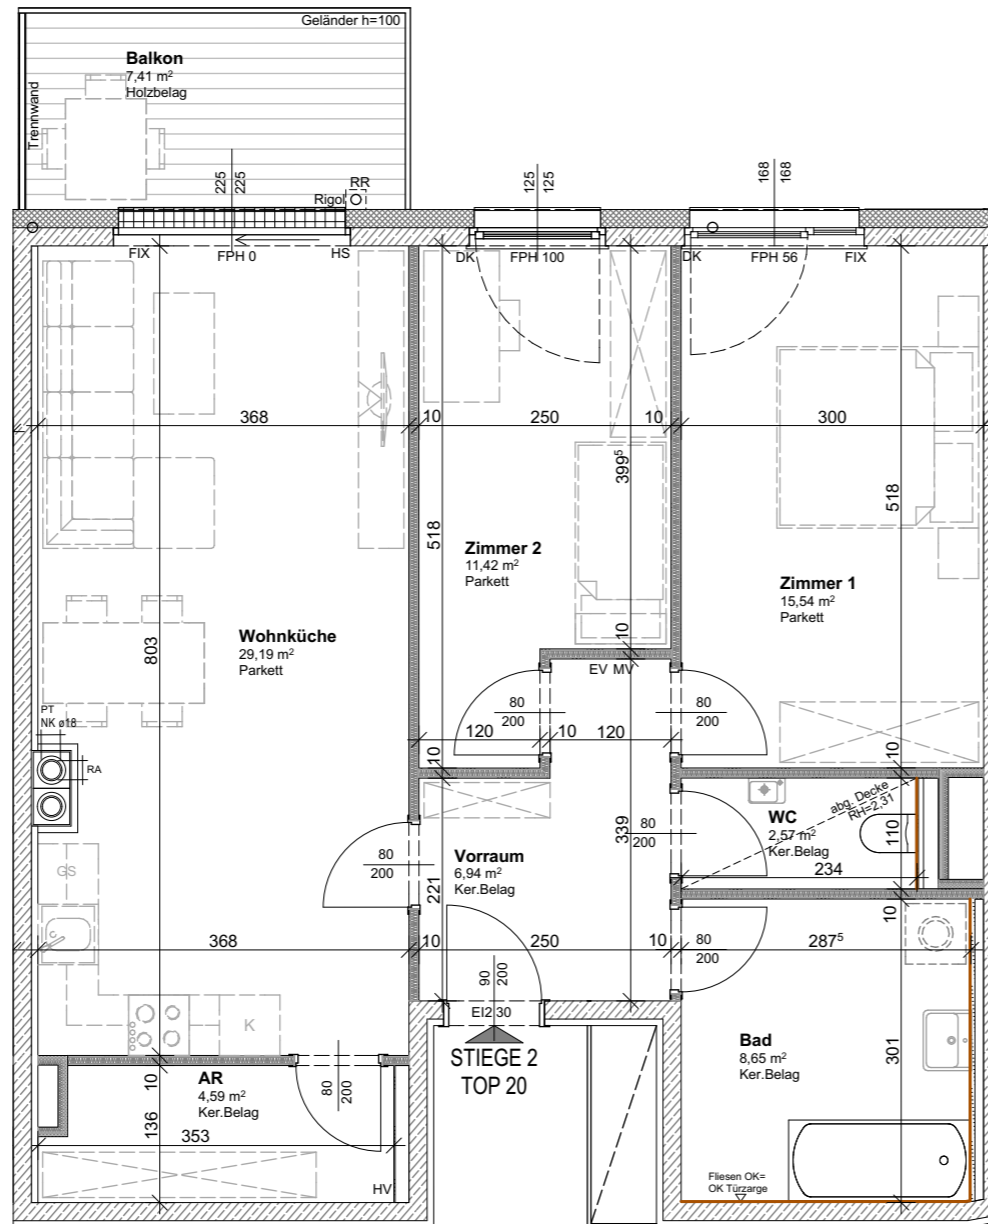 Geländer h=100
Balkon
7,41 m²
Holzbelag
Trennwand
225
225
RR
Rigol
125
125
168
168
FIX
FPH 0
HS
DK
FPH 100
DK
FPH 56
FIX
368
10
250
10
300
399⁵
518
518
Zimmer 2
11,42 m²
Parkett
Zimmer 1
15,54 m²
Parkett
Wohnküche
29,19 m²
Parkett
803
10
EV MV
PT
NK ø18
RA
80
200
80
200
120
10
120
10
10
abg. Decke
RH=2,31
WC
2,57 m²
Ker.Belag
110
234
339
80
200
Vorraum
6,94 m²
Ker.Belag
80
200
221
GS
10
368
10
250
10
80
200
287⁵
90
200
EI2 30
K
STIEGE 2
TOP 20
Bad
8,65 m²
Ker.Belag
301
AR
4,59 m²
Ker.Belag
10
136
80
200
353
HV
Fliesen OK=
OK Türzarge